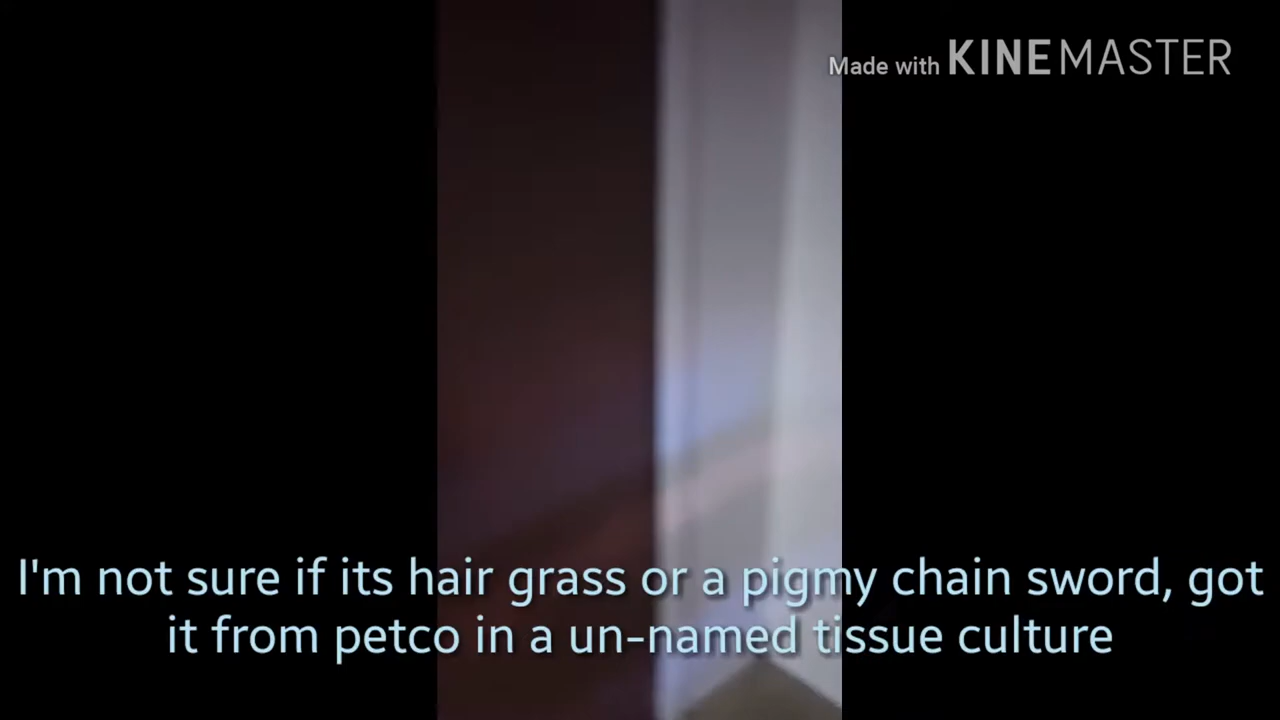 Made with KINEMASTER
I'm not sure if its hair grass or a pigmy chain sword, got
it from petco in a un-named tissue culture